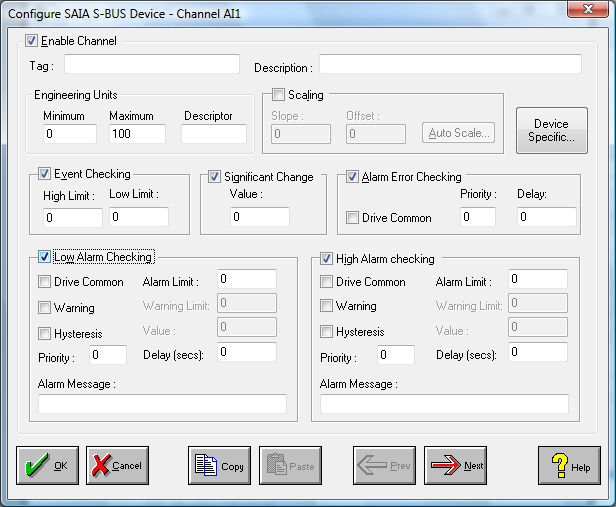 Configure SAIA S-BUS Device - Channel AI1
Enable Channel
Tag : Description :
Engineering Units Scaling
Minimum Maximum Descriptor Slope : Offset :
0 100 0 0 Auto Scale... Device Specific...
Event Checking Significant Change Alarm Error Checking
High Limit : Low Limit : Value : Priority : Delay:
0 0 0 Drive Common 0 0
Low Alarm Checking High Alarm checking
Drive Common Alarm Limit : 0 Drive Common Alarm Limit : 0
Warning Warning Limit: 0 Warning Warning Limit: 0
Hysteresis Value : 0 Hysteresis Value : 0
Priority : 0 Delay (secs): 0 Priority : 0 Delay (secs): 0
Alarm Message : Alarm Message :
OK Cancel Copy Paste Prev Next Help